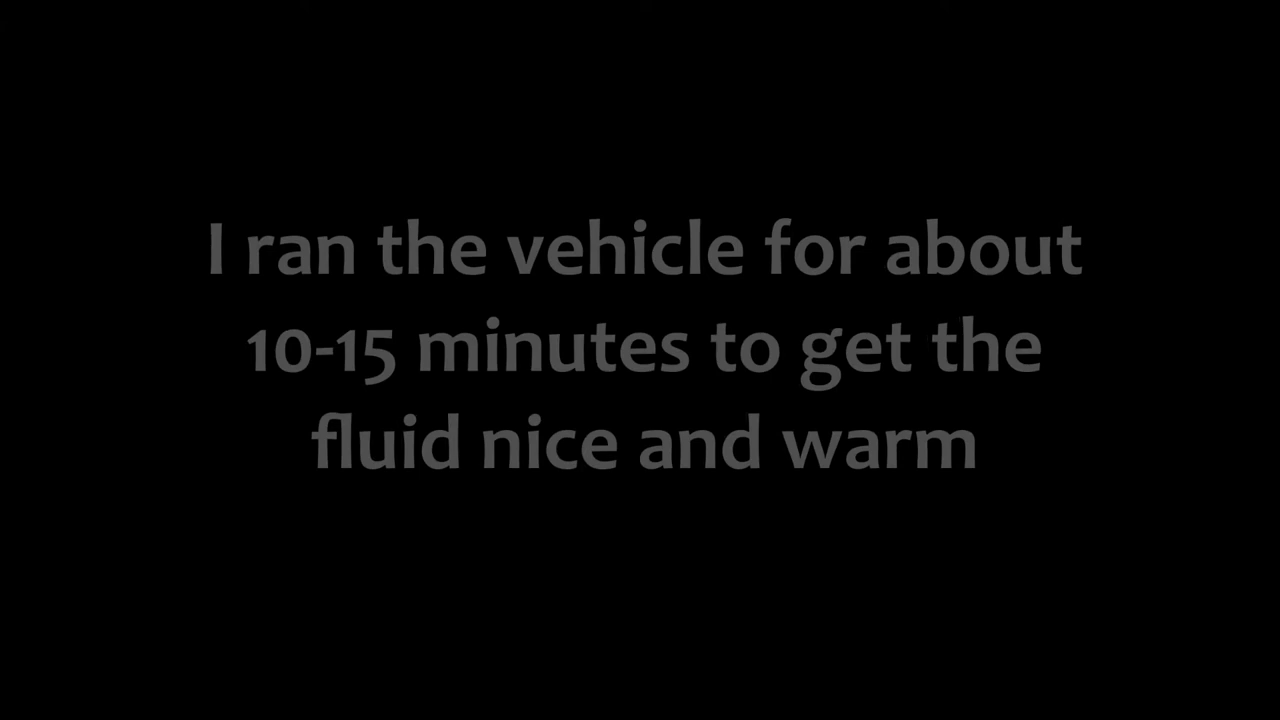 I ran the vehicle for about
10-15 minutes to get the
fluid nice and warm